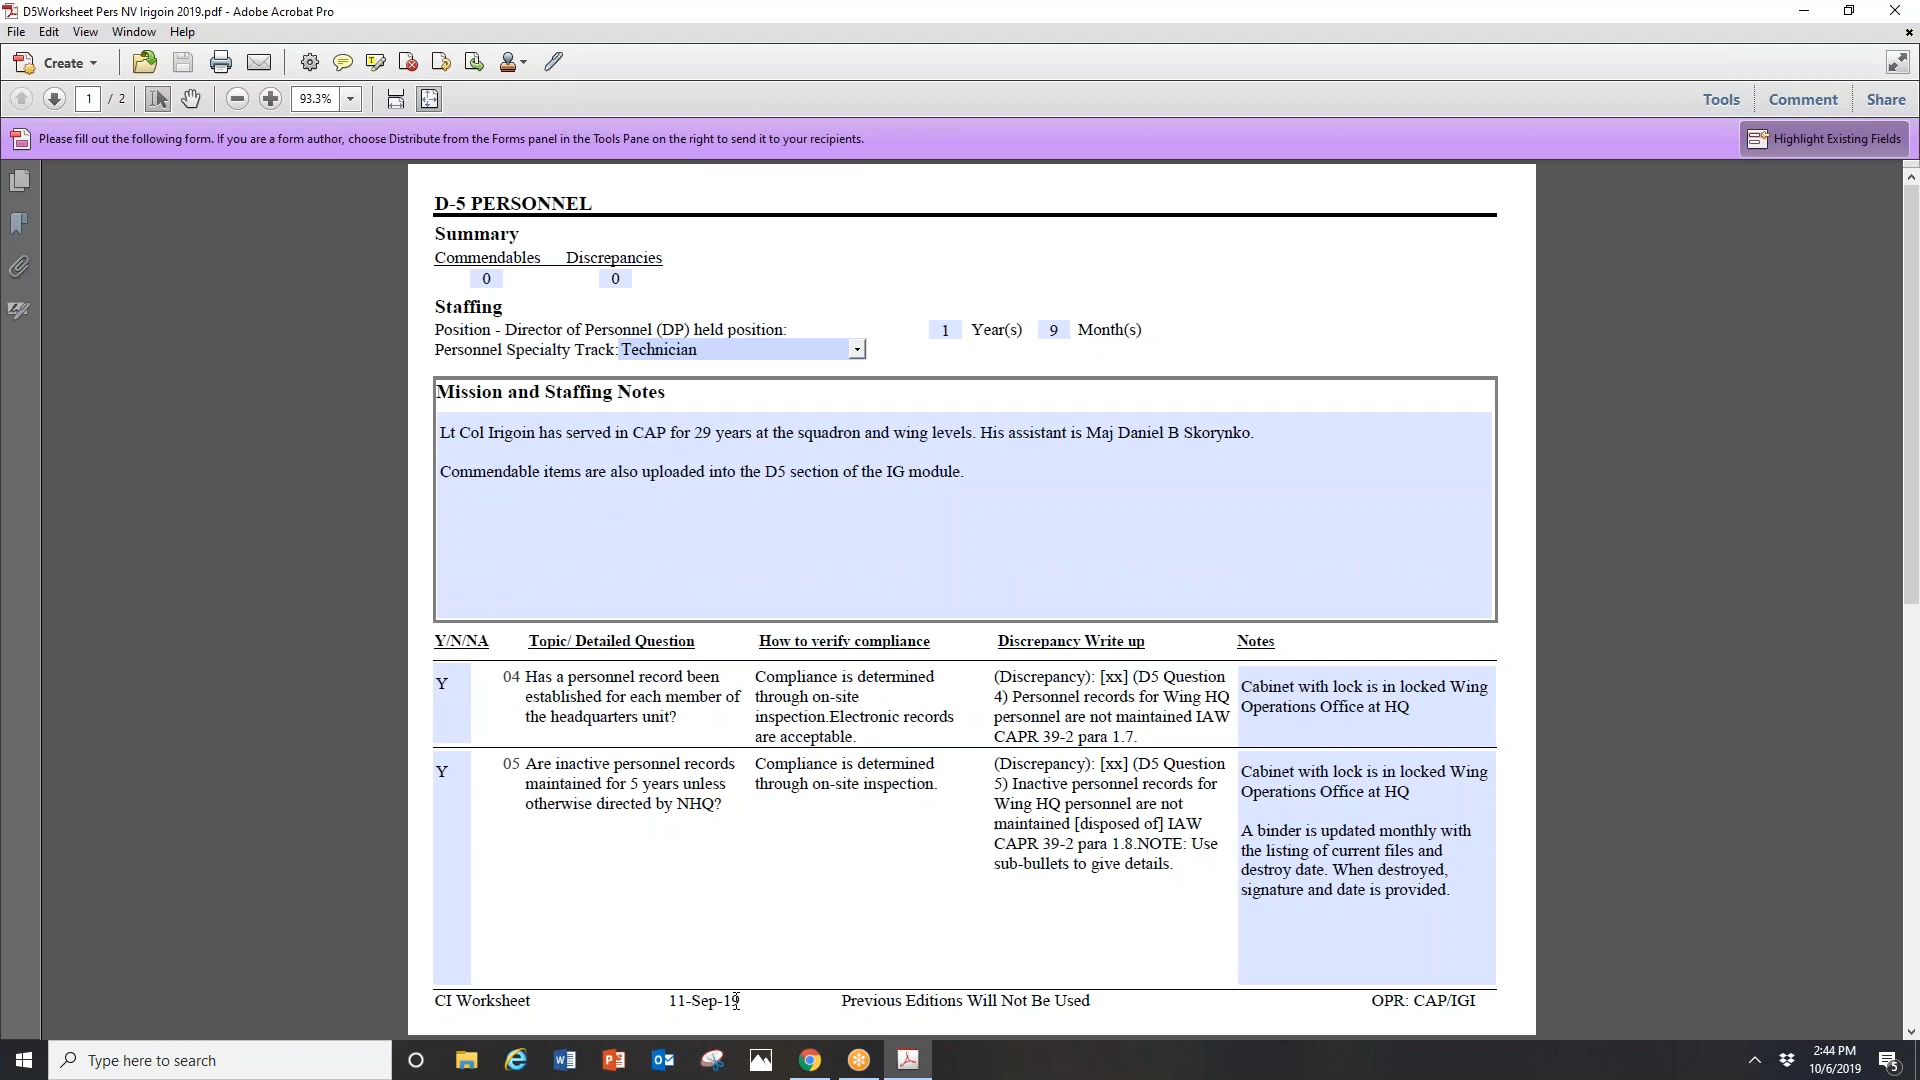 D5Worksheet Pers NV Irigoin 2019.pdf - Adobe Acrobat Pro
File Edit View Window Help
Create
1 / 2 93.3% Tools Comment Share
Please fill out the following form. If you are a form author, choose Distribute from the Forms panel in the Tools Pane on the right to send it to your recipients. Highlight Existing Fields
D-5 PERSONNEL
Summary
Commendables Discrepancies
0 0
Staffing
Position - Director of Personnel (DP) held position: 1 Year(s) 9 Month(s)
Personnel Specialty Track: Technician
Mission and Staffing Notes
Lt Col Irigoin has served in CAP for 29 years at the squadron and wing levels. His assistant is Maj Daniel B Skorynko.
Commendable items are also uploaded into the D5 section of the IG module.
Y/N/NA Topic/ Detailed Question How to verify compliance Discrepancy Write up Notes
Y
04 Has a personnel record been
established for each member of
the headquarters unit?
Compliance is determined
through on-site
inspection.Electronic records
are acceptable.
(Discrepancy): [xx] (D5 Question
4) Personnel records for Wing HQ
personnel are not maintained IAW
CAPR 39-2 para 1.7.
Cabinet with lock is in locked Wing
Operations Office at HQ
Y
05 Are inactive personnel records
maintained for 5 years unless
otherwise directed by NHQ?
Compliance is determined
through on-site inspection.
(Discrepancy): [xx] (D5 Question
5) Inactive personnel records for
Wing HQ personnel are not
maintained [disposed of] IAW
CAPR 39-2 para 1.8.NOTE: Use
sub-bullets to give details.
Cabinet with lock is in locked Wing
Operations Office at HQ
A binder is updated monthly with
the listing of current files and
destroy date. When destroyed,
signature and date is provided.
CI Worksheet 11-Sep-19 Previous Editions Will Not Be Used OPR: CAP/IGI
Type here to search
2:44 PM
10/6/2019
5